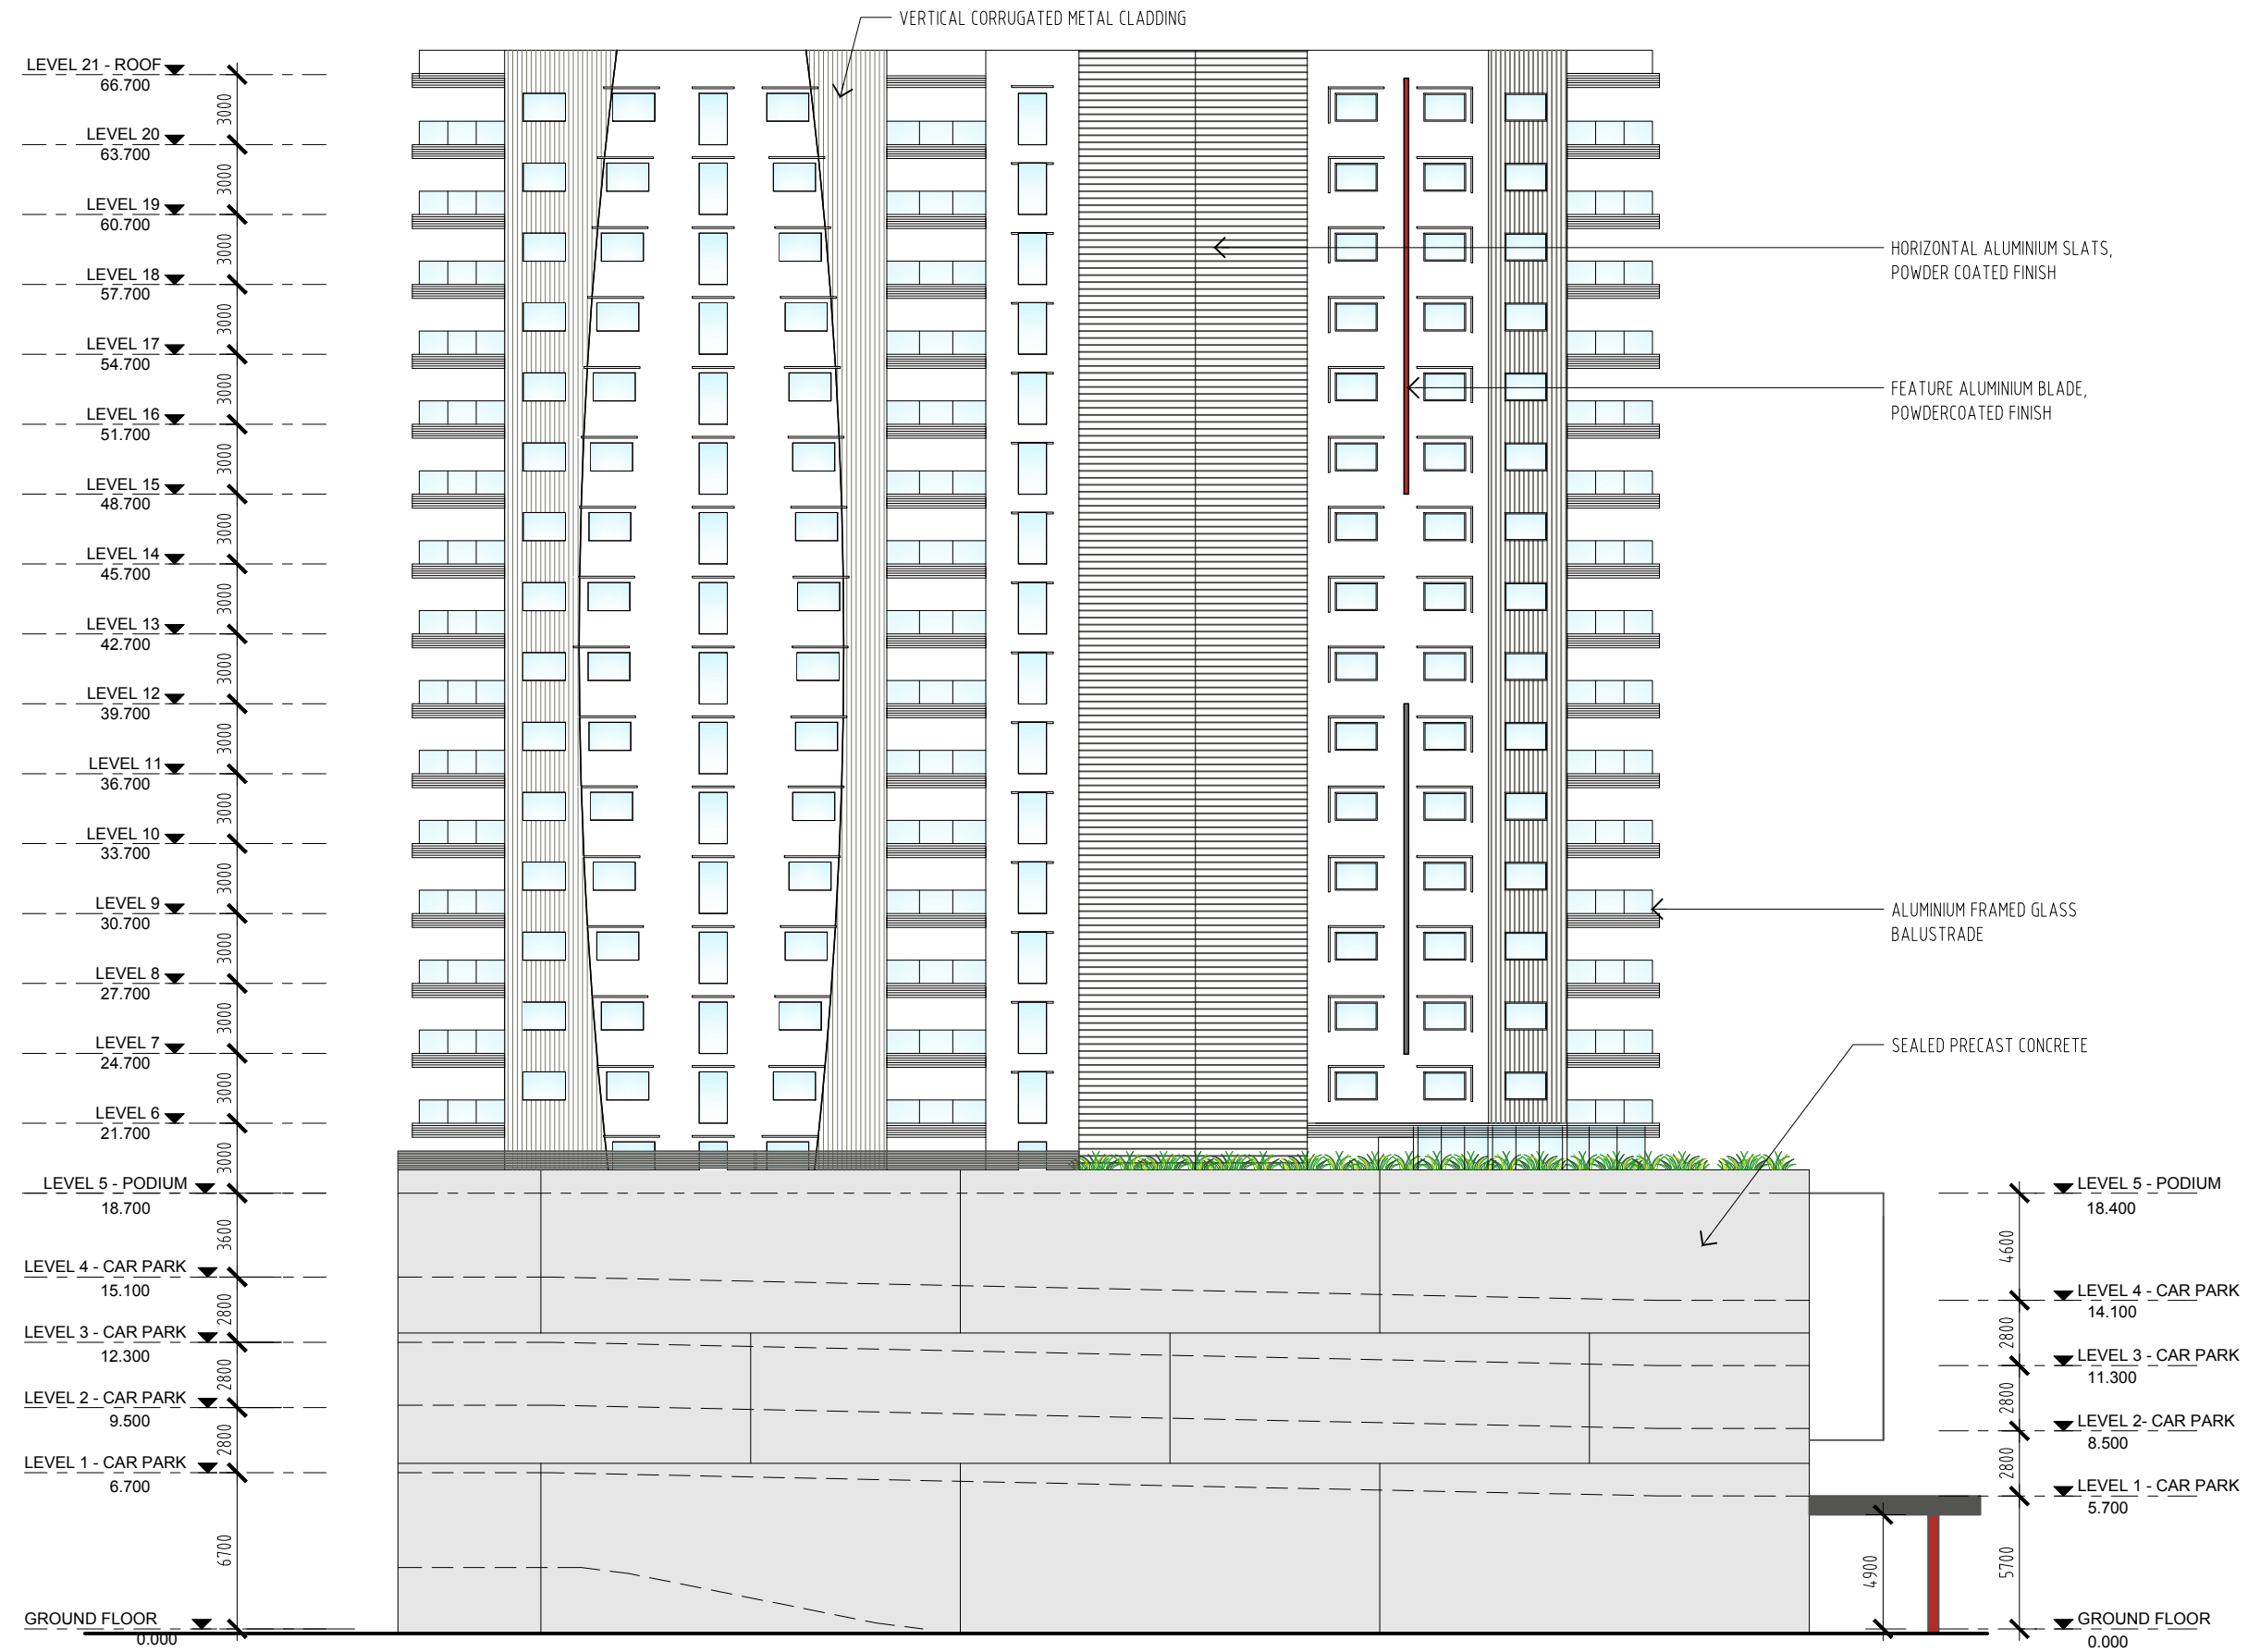 VERTICAL CORRUGATED METAL CLADDING
LEVEL 21 - ROOF
66.700
3000
LEVEL 20
63.700
3000
LEVEL 19
60.700
3000
LEVEL 18
57.700
3000
LEVEL 17
54.700
3000
LEVEL 16
51.700
3000
LEVEL 15
48.700
3000
LEVEL 14
45.700
3000
LEVEL 13
42.700
3000
LEVEL 12
39.700
3000
LEVEL 11
36.700
3000
LEVEL 10
33.700
3000
LEVEL 9
30.700
3000
LEVEL 8
27.700
3000
LEVEL 7
24.700
3000
LEVEL 6
21.700
3000
LEVEL 5 - PODIUM
18.700
3600
LEVEL 4 - CAR PARK
15.100
2800
LEVEL 3 - CAR PARK
12.300
2800
LEVEL 2 - CAR PARK
9.500
2800
LEVEL 1 - CAR PARK
6.700
6700
GROUND FLOOR
0.000
HORIZONTAL ALUMINIUM SLATS,
POWDER COATED FINISH
FEATURE ALUMINIUM BLADE,
POWDERCOATED FINISH
ALUMINIUM FRAMED GLASS
BALUSTRADE
SEALED PRECAST CONCRETE
LEVEL 5 - PODIUM
18.400
4600
LEVEL 4 - CAR PARK
14.100
2800
LEVEL 3 - CAR PARK
11.300
2800
LEVEL 2- CAR PARK
8.500
2800
LEVEL 1 - CAR PARK
5.700
4900
5700
GROUND FLOOR
0.000